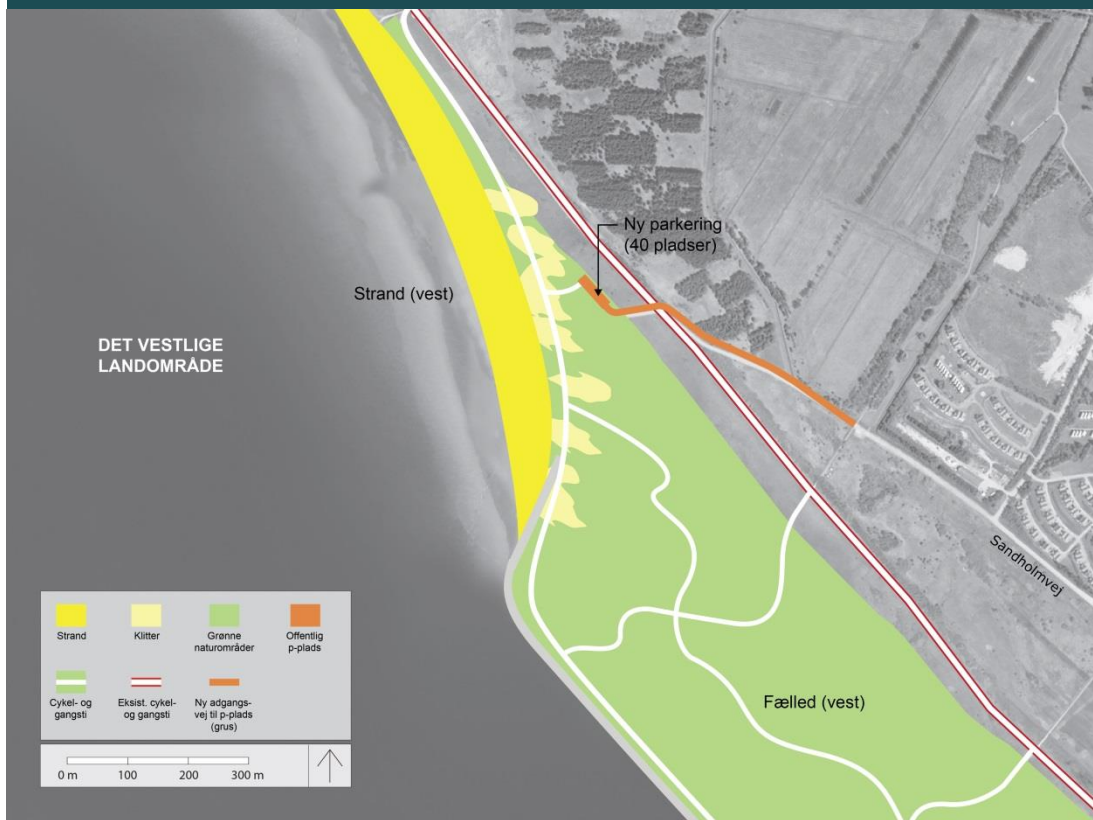 Ny parkering
(40 pladser)
Strand (vest)
DET VESTLIGE
LANDOMRÅDE
Sandholmvej
Fælled (vest)
Strand
Klitter
Grønne
naturområder
Offentlig
p-plads
Cykel- og
gangsti
Eksist. cykel-
og gangsti
Ny adgangs-
vej til p-plads
(grus)
0 m 100 200 300 m